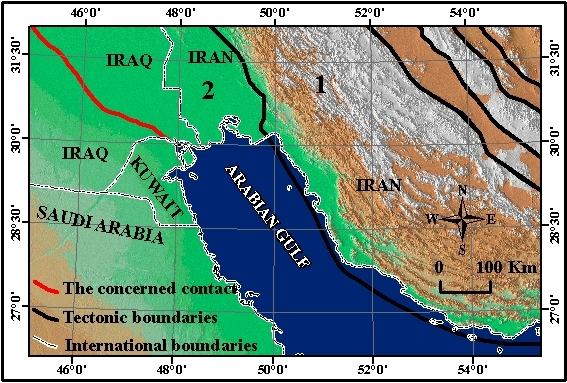 46°0' 48°0' 50°0' 52°0' 54°0'
31°30' 31°30'
IRAQ IRAN
2 1
30°0' 30°0'
IRAQ
KUWAIT
ARABIAN GULF
IRAN
N
W E
S
28°30' 28°30'
SAUDI ARABIA
0 100 Km
The concerned contact
27°0' 27°0'
Tectonic boundaries
International boundaries
46°0' 48°0' 50°0' 52°0' 54°0'